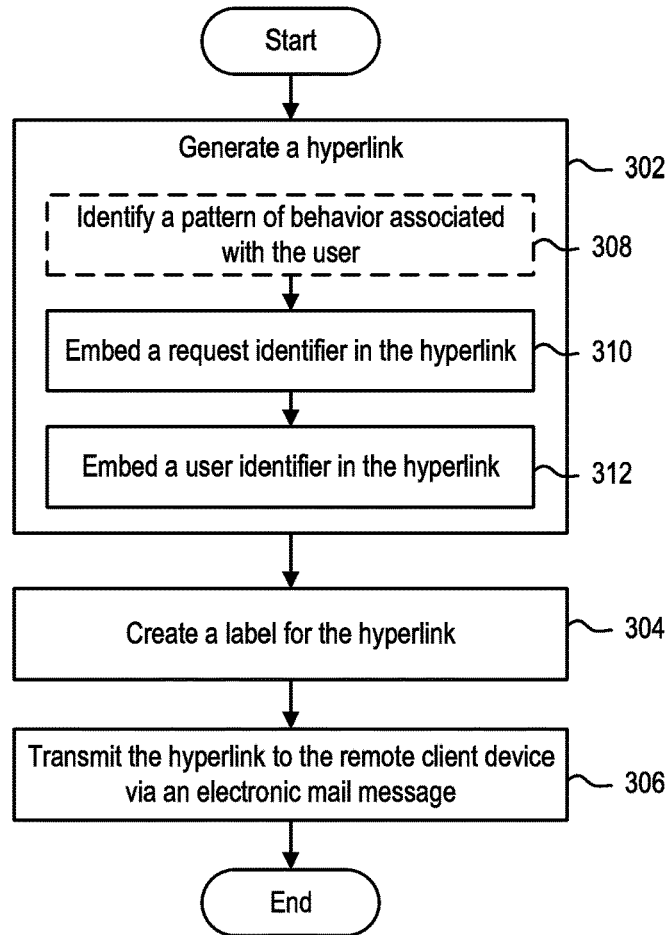 Start
Generate a hyperlink
302
Identify a pattern of behavior associated
with the user
308
Embed a request identifier in the hyperlink
310
Embed a user identifier in the hyperlink
312
Create a label for the hyperlink
304
Transmit the hyperlink to the remote client device
via an electronic mail message
306
End